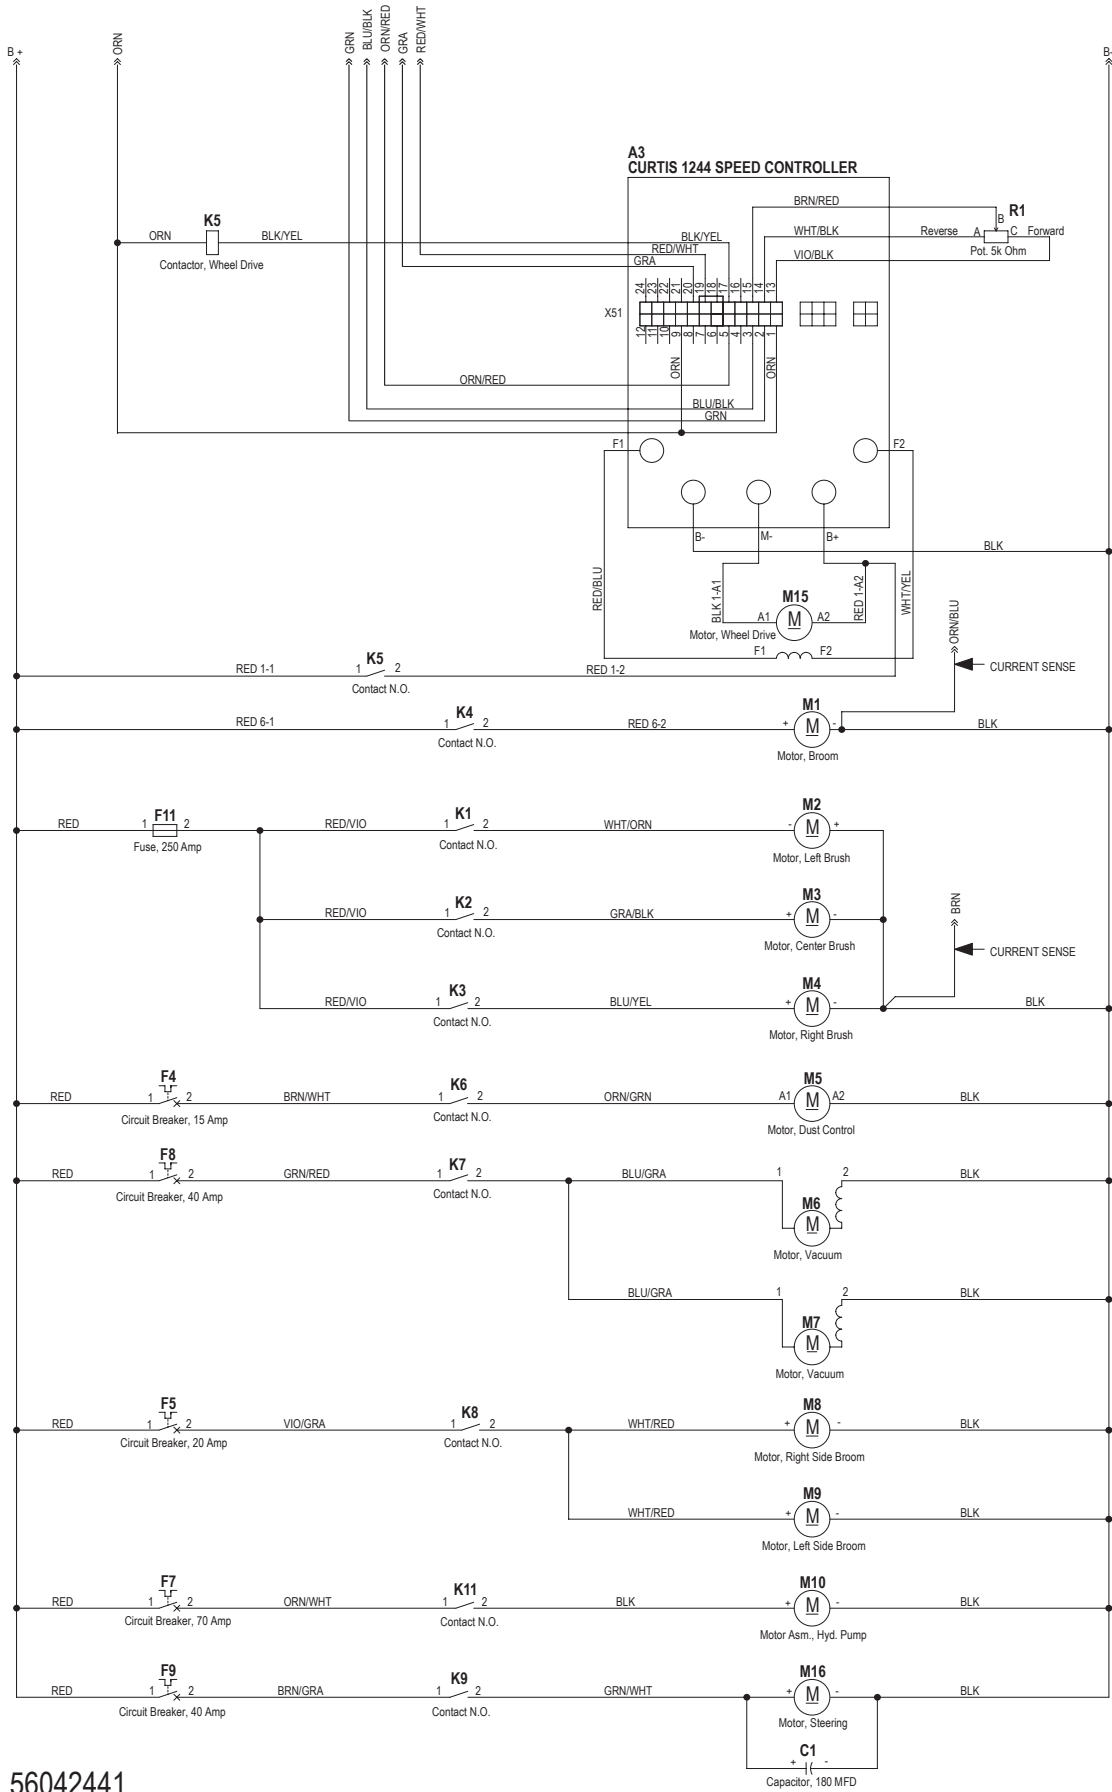 B +
ORN
GRN
BLU/BLK
ORN/RED
GRA
RED/WHT
B-
A3
CURTIS 1244 SPEED CONTROLLER
BRN/RED
B
R1
K5
ORN
BLK/YEL
BLK/YEL
WHT/BLK
Reverse
A
C
Forward
Contactor, Wheel Drive
RED/WHT
GRA
VIO/BLK
Pot. 5k Ohm
24 23 22 21 20 19 18 17 16 15 14 13
X51
12 11 10 9 8 7 6 5 4 3 2 1
ORN
ORN
ORN/RED
BLU/BLK
GRN
F1
F2
B-
M-
B+
BLK
RED/BLU
BLK 1-A1
M15
RED 1-A2
WHT/YEL
A1
M
A2
Motor, Wheel Drive
F1
F2
ORN/BLU
CURRENT SENSE
RED 1-1
K5
1
2
RED 1-2
Contact N.O.
RED 6-1
K4
1
2
RED 6-2
M1
+
M
-
BLK
Contact N.O.
Motor, Broom
RED
F11
1
2
Fuse, 250 Amp
RED/VIO
K1
1
2
Contact N.O.
WHT/ORN
M2
-
M
+
Motor, Left Brush
RED/VIO
K2
1
2
Contact N.O.
GRA/BLK
M3
+
M
-
Motor, Center Brush
BRN
CURRENT SENSE
RED/VIO
K3
1
2
Contact N.O.
BLU/YEL
M4
+
M
-
Motor, Right Brush
BLK
RED
F4
1
2
Circuit Breaker, 15 Amp
BRN/WHT
K6
1
2
Contact N.O.
ORN/GRN
M5
A1
M
A2
Motor, Dust Control
BLK
RED
F8
1
2
Circuit Breaker, 40 Amp
GRN/RED
K7
1
2
Contact N.O.
BLU/GRA
1
2
BLK
M6
M
Motor, Vacuum
BLU/GRA
1
2
BLK
M7
M
Motor, Vacuum
RED
F5
1
2
Circuit Breaker, 20 Amp
VIO/GRA
K8
1
2
Contact N.O.
WHT/RED
M8
+
M
-
Motor, Right Side Broom
BLK
WHT/RED
M9
+
M
-
Motor, Left Side Broom
BLK
RED
F7
1
2
Circuit Breaker, 70 Amp
ORN/WHT
K11
1
2
Contact N.O.
BLK
M10
+
M
-
Motor Asm., Hyd. Pump
BLK
RED
F9
1
2
Circuit Breaker, 40 Amp
BRN/GRA
K9
1
2
Contact N.O.
GRN/WHT
M16
+
M
-
Motor, Steering
BLK
C1
+
-
Capacitor, 180 MFD
56042441